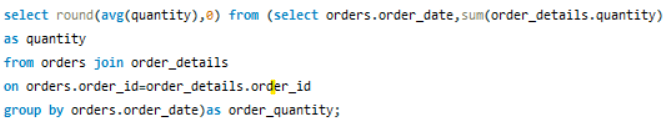 select round(avg(quantity),0) from (select orders.order_date,sum(order_details.quantity)
as quantity
from orders join order_details
on orders.order_id=order_details.order_id
group by orders.order_date)as order_quantity;